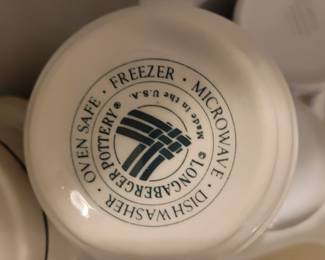 OVEN SAFE · FREEZER · MICROWAVE · DISHWASHER ·
© LONGABERGER POTTERY®
Made in the U.S.A.